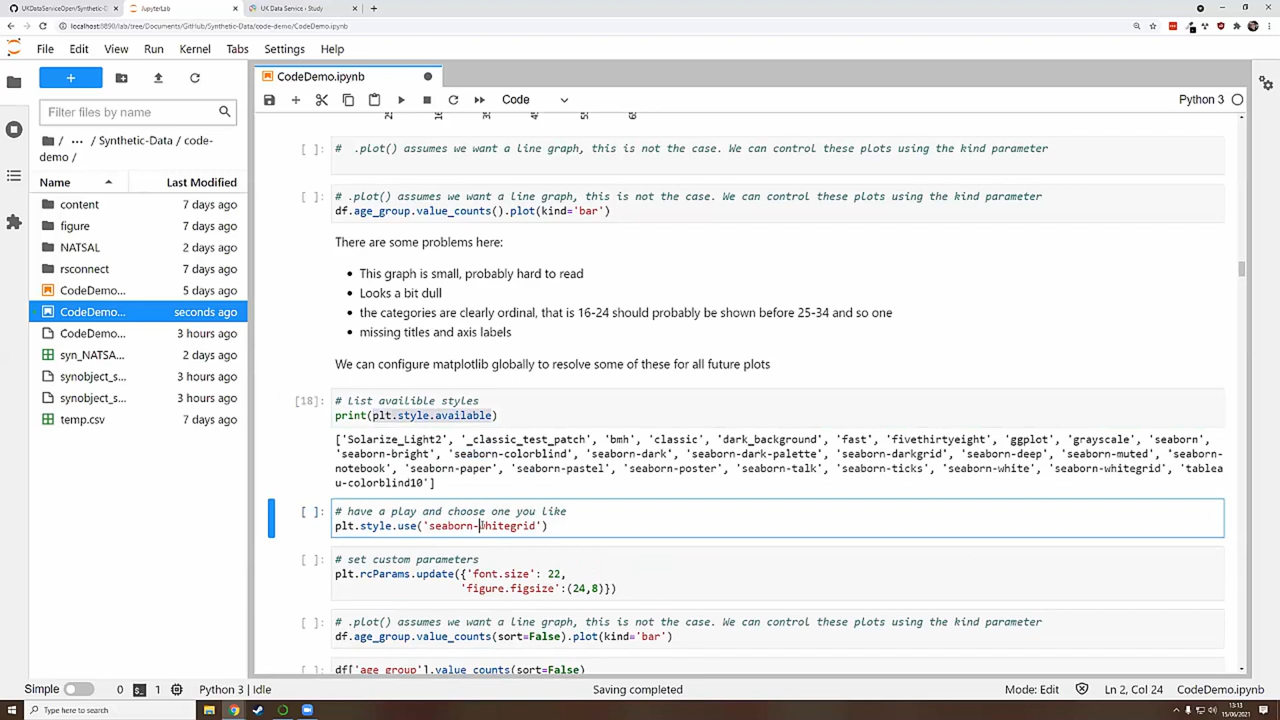 UKDataServiceOpen/Synthetic-D
JupyterLab
UK Data Service › Study
localhost:8890/lab/tree/Documents/GitHub/Synthetic-Data/code-demo/CodeDemo.ipynb
File Edit View Run Kernel Tabs Settings Help
CodeDemo.ipynb
Code
Python 3
Filter files by name
/ ... / Synthetic-Data / code-
demo /
Name Last Modified
content 7 days ago
figure 7 days ago
NATSAL 2 days ago
rsconnect 7 days ago
CodeDemo... 5 days ago
CodeDemo... seconds ago
CodeDemo... 3 hours ago
syn_NATSA... 2 days ago
synobject_s... 3 hours ago
synobject_s... 3 hours ago
temp.csv 7 days ago
[ ]: # .plot() assumes we want a line graph, this is not the case. We can control these plots using the kind parameter
[ ]: # .plot() assumes we want a line graph, this is not the case. We can control these plots using the kind parameter
df.age_group.value_counts().plot(kind='bar')
There are some problems here:
• This graph is small, probably hard to read
• Looks a bit dull
• the categories are clearly ordinal, that is 16-24 should probably be shown before 25-34 and so one
• missing titles and axis labels
We can configure matplotlib globally to resolve some of these for all future plots
[18]: # List availible styles
print(plt.style.available)
['Solarize_Light2', '_classic_test_patch', 'bmh', 'classic', 'dark_background', 'fast', 'fivethirtyeight', 'ggplot', 'grayscale', 'seaborn',
'seaborn-bright', 'seaborn-colorblind', 'seaborn-dark', 'seaborn-dark-palette', 'seaborn-darkgrid', 'seaborn-deep', 'seaborn-muted', 'seaborn-
notebook', 'seaborn-paper', 'seaborn-pastel', 'seaborn-poster', 'seaborn-talk', 'seaborn-ticks', 'seaborn-white', 'seaborn-whitegrid', 'tablea
u-colorblind10']
[ ]: # have a play and choose one you like
plt.style.use('seaborn-whitegrid')
[ ]: # set custom parameters
plt.rcParams.update({'font.size': 22,
'figure.figsize':(24,8)})
[ ]: # .plot() assumes we want a line graph, this is not the case. We can control these plots using the kind parameter
df.age_group.value_counts(sort=False).plot(kind='bar')
[ ]: df['age_group'].value_counts(sort=False)
Simple 0 1 Python 3 | Idle Saving completed Mode: Edit Ln 2, Col 24 CodeDemo.ipynb
Type here to search
13:13
15/06/2021